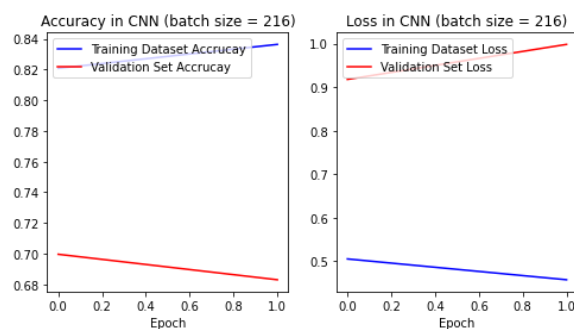 Accuracy in CNN (batch size = 216)
Training Dataset Accrucay
Validation Set Accrucay
0.84
0.82
0.80
0.78
0.76
0.74
0.72
0.70
0.68
0.0 0.2 0.4 0.6 0.8 1.0
Epoch
Loss in CNN (batch size = 216)
Training Dataset Loss
Validation Set Loss
1.0
0.9
0.8
0.7
0.6
0.5
0.0 0.2 0.4 0.6 0.8 1.0
Epoch